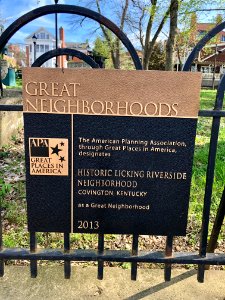 GREAT
NEIGHBORHOODS
APA
GREAT
PLACES IN
AMERICA
The American Planning Association,
through Great Places in America,
designates
HISTORIC LICKING RIVERSIDE
NEIGHBORHOOD
COVINGTON, KENTUCKY
as a Great Neighborhood
2013